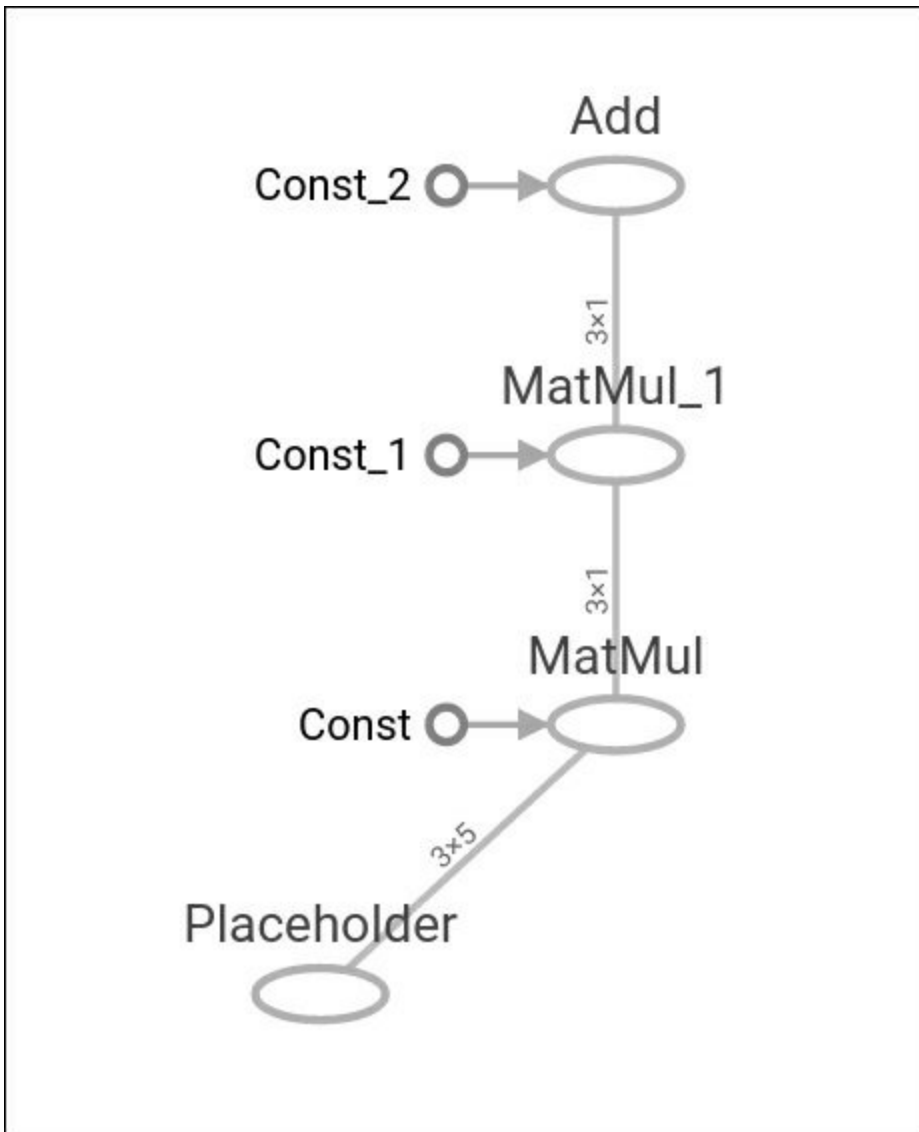 Add
Const_2
3×1
MatMul_1
Const_1
3×1
MatMul
Const
3×5
Placeholder